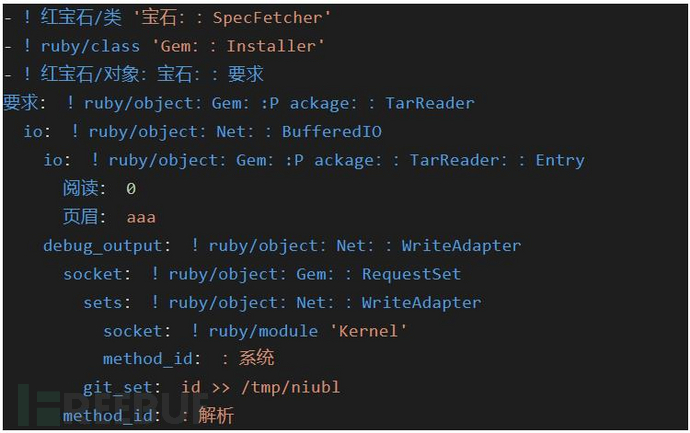 - ！红宝石/类 '宝石：：SpecFetcher'
- ！ruby/class 'Gem：：Installer'
- ！红宝石/对象：宝石：：要求
要求：！ruby/object：Gem：:P ackage：：TarReader
io：！ruby/object：Net：：BufferedIO
io：！ruby/object：Gem：:P ackage：：TarReader：：Entry
阅读： 0
页眉： aaa
debug_output：！ruby/object：Net：：WriteAdapter
socket：！ruby/object：Gem：：RequestSet
sets：！ruby/object：Net：：WriteAdapter
socket：！ruby/module 'Kernel'
method_id： ：系统
git_set： id >> /tmp/niubl
method_id： ：解析
FREEBUF